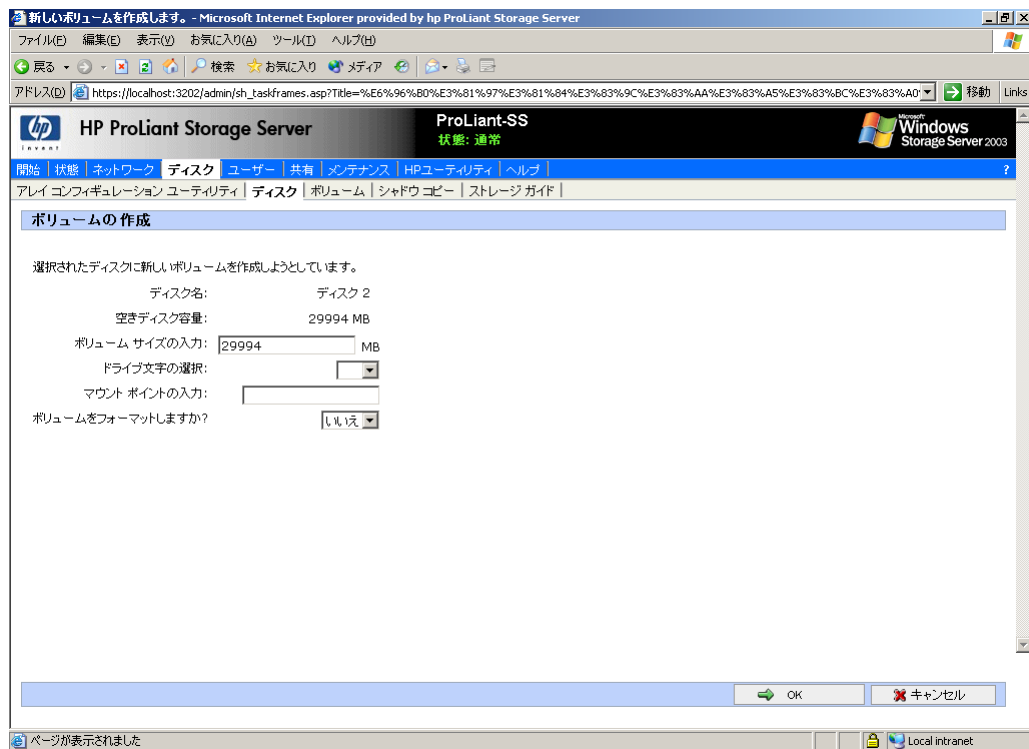 新しいボリュームを作成します。 - Microsoft Internet Explorer provided by hp ProLiant Storage Server
ファイル(F) 編集(E) 表示(V) お気に入り(A) ツール(T) ヘルプ(H)
戻る 検索 お気に入り メディア
アドレス(D) https://localhost:3202/admin/sh_taskframes.asp?Title=%E6%96%B0%E3%81%97%E3%81%84%E3%83%9C%E3%83%AA%E3%83%A5%E3%83%BC%E3%83%A0 移動 Links
hp invent HP ProLiant Storage Server ProLiant-SS Microsoft Windows
状態: 通常 Storage Server 2003
開始 状態 ネットワーク ディスク ユーザー 共有 メンテナンス HPユーティリティ ヘルプ ?
アレイ コンフィギュレーション ユーティリティ ディスク ボリューム シャドウ コピー ストレージ ガイド
ボリュームの作成
選択されたディスクに新しいボリュームを作成しようとしています。
ディスク名: ディスク 2
空きディスク容量: 29994 MB
ボリューム サイズの入力: 29994 MB
ドライブ文字の選択:
マウント ポイントの入力:
ボリュームをフォーマットしますか? いいえ
OK キャンセル
ページが表示されました Local intranet